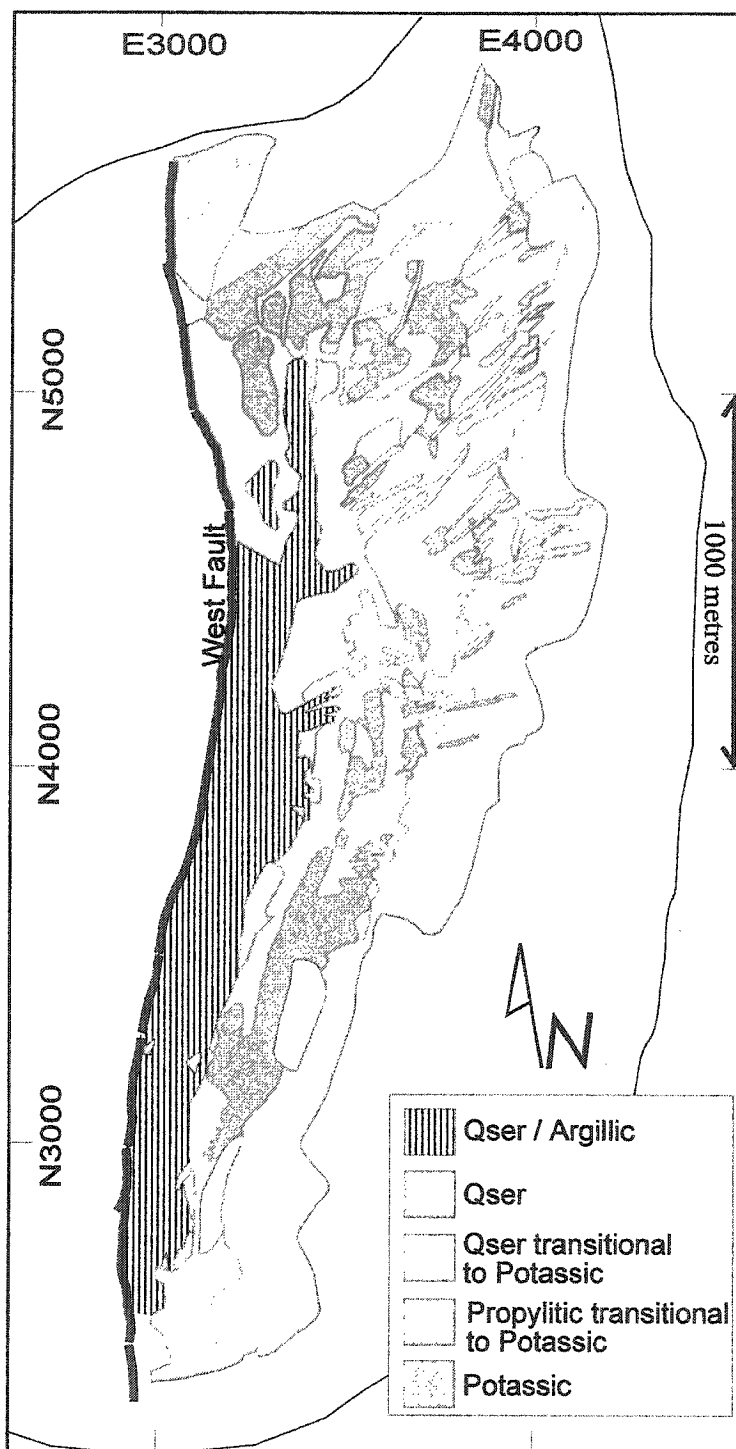 E3000
E4000
N5000
N4000
N3000
West Fault
1000 metres
N
Qser / Argillic
Qser
Qser transitional
to Potassic
Propylitic transitional
to Potassic
Potassic